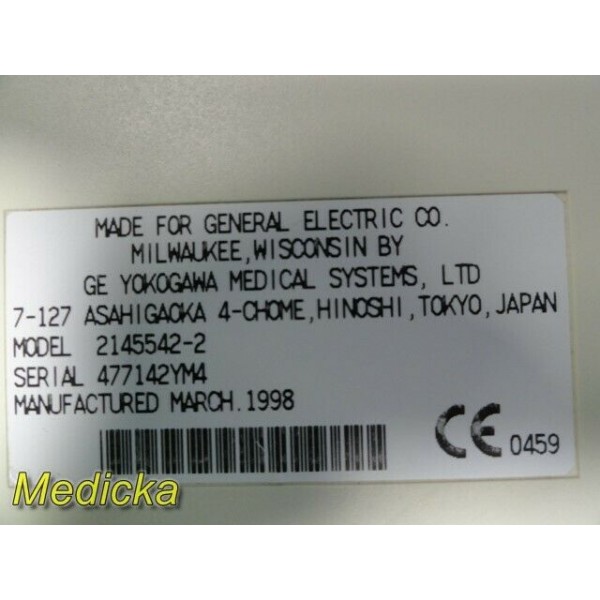 MADE FOR GENERAL ELECTRIC CO.
MILWAUKEE, WISCONSIN BY
GE YOKOGAWA MEDICAL SYSTEMS, LTD
7-127 ASAHIGAOKA 4-CHOME, HINOSHI, TOKYO, JAPAN
MODEL 2145542-2
SERIAL 477142YM4
MANUFACTURED MARCH.1998
CE 0459
Medicka